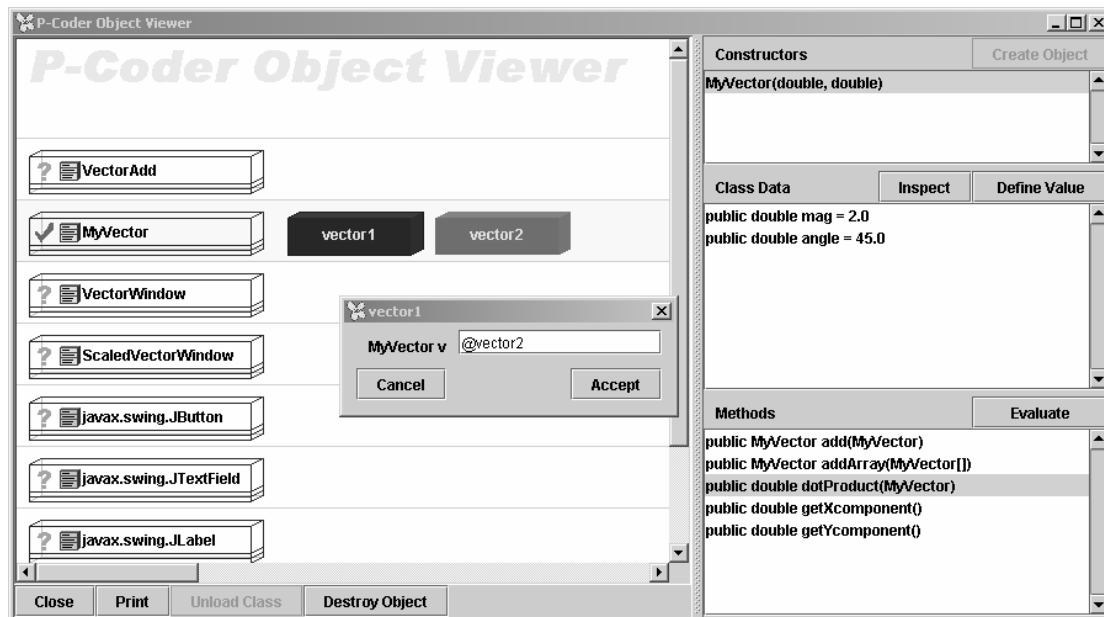 P-Coder Object Viewer
P-Coder Object Viewer
VectorAdd
MyVector
vector1
vector2
VectorWindow
ScaledVectorWindow
javax.swing.JButton
javax.swing.JTextField
javax.swing.JLabel
vector1
MyVector v
@vector2
Cancel
Accept
Close
Print
Unload Class
Destroy Object
Constructors
Create Object
MyVector(double, double)
Class Data
Inspect
Define Value
public double mag = 2.0
public double angle = 45.0
Methods
Evaluate
public MyVector add(MyVector)
public MyVector addArray(MyVector[])
public double dotProduct(MyVector)
public double getXcomponent()
public double getYcomponent()